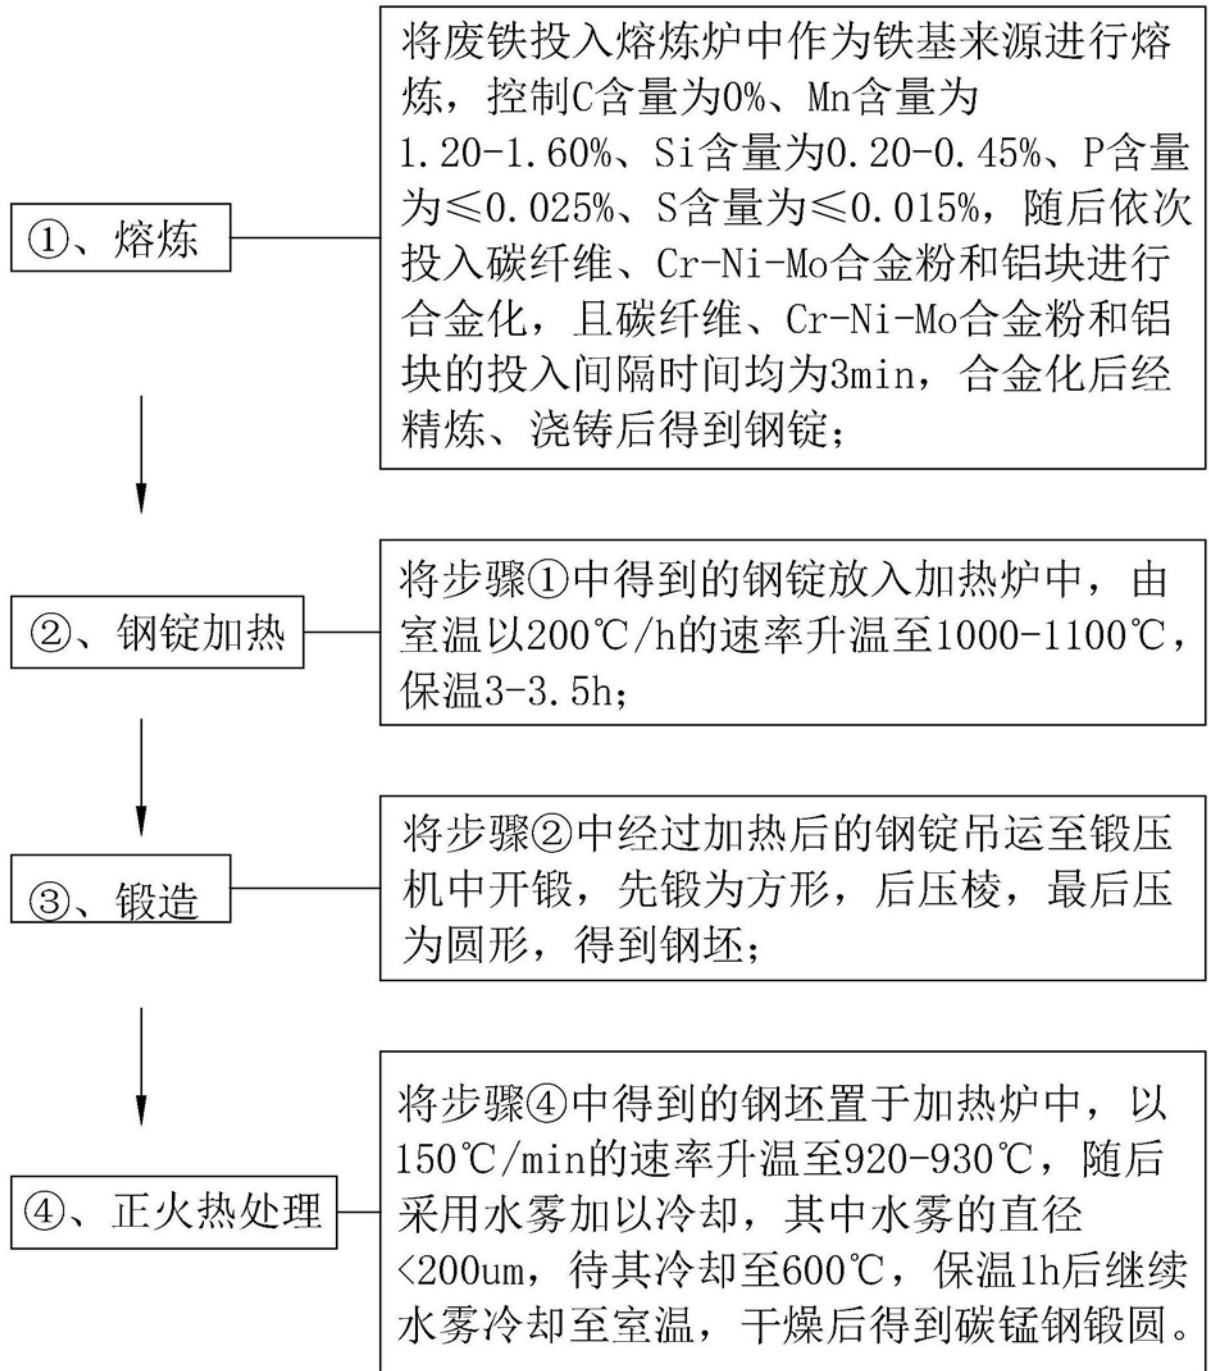 ①、熔炼
将废铁投入熔炼炉中作为铁基来源进行熔
炼，控制C含量为0%、Mn含量为
1.20-1.60%、Si含量为0.20-0.45%、P含量
为≤0.025%、S含量为≤0.015%，随后依次
投入碳纤维、Cr-Ni-Mo合金粉和铝块进行
合金化，且碳纤维、Cr-Ni-Mo合金粉和铝
块的投入间隔时间均为3min，合金化后经
精炼、浇铸后得到钢锭；
②、钢锭加热
将步骤①中得到的钢锭放入加热炉中，由
室温以200℃/h的速率升温至1000-1100℃，
保温3-3.5h；
③、锻造
将步骤②中经过加热后的钢锭吊运至锻压
机中开锻，先锻为方形，后压棱，最后压
为圆形，得到钢坯；
④、正火热处理
将步骤④中得到的钢坯置于加热炉中，以
150℃/min的速率升温至920-930℃，随后
采用水雾加以冷却，其中水雾的直径
<200um，待其冷却至600℃，保温1h后继续
水雾冷却至室温，干燥后得到碳锰钢锻圆。